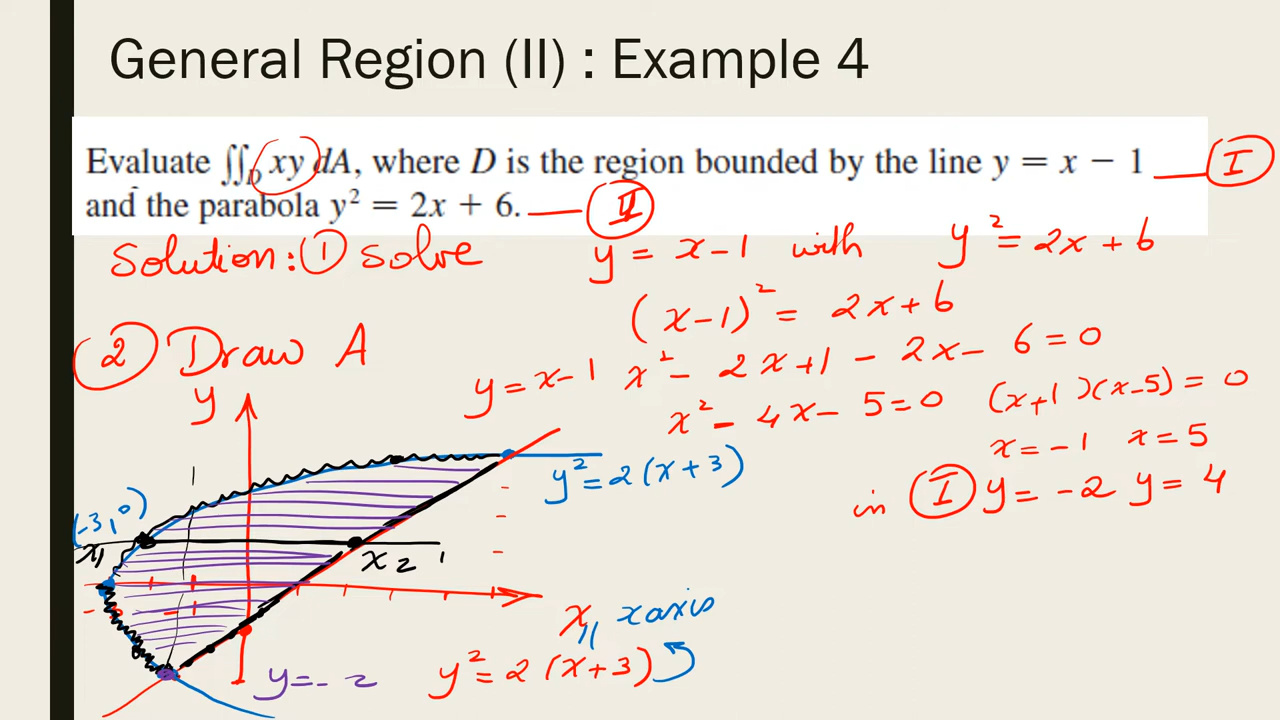 General Region (II) : Example 4
Evaluate ∬_D xy dA, where D is the region bounded by the line y = x − 1 — I
and the parabola y² = 2x + 6. — II
Solution: ① Solve y = x-1 with y² = 2x + 6
(x-1)² = 2x+6
② Draw A
y = x-1
x² - 2x+1 - 2x - 6 = 0
x² - 4x - 5 = 0 (x+1)(x-5) = 0
x = -1 x = 5
in I y = -2 y = 4
y
y² = 2(x+3)
(-3,0)
x₁
x₂
x // x axis
y = -2
y² = 2(x+3)